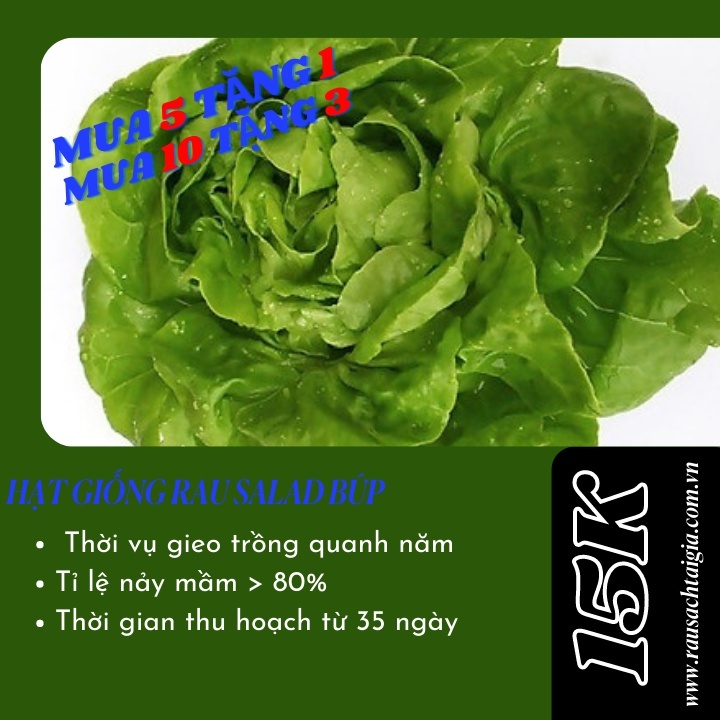 MUA 5 TẶNG 1
MUA 10 TẶNG 3
HẠT GIỐNG RAU SALAD BÚP
• Thời vụ gieo trồng quanh năm
• Tỉ lệ nảy mầm > 80%
• Thời gian thu hoạch từ 35 ngày
15K
www.rausachtaigia.com.vn